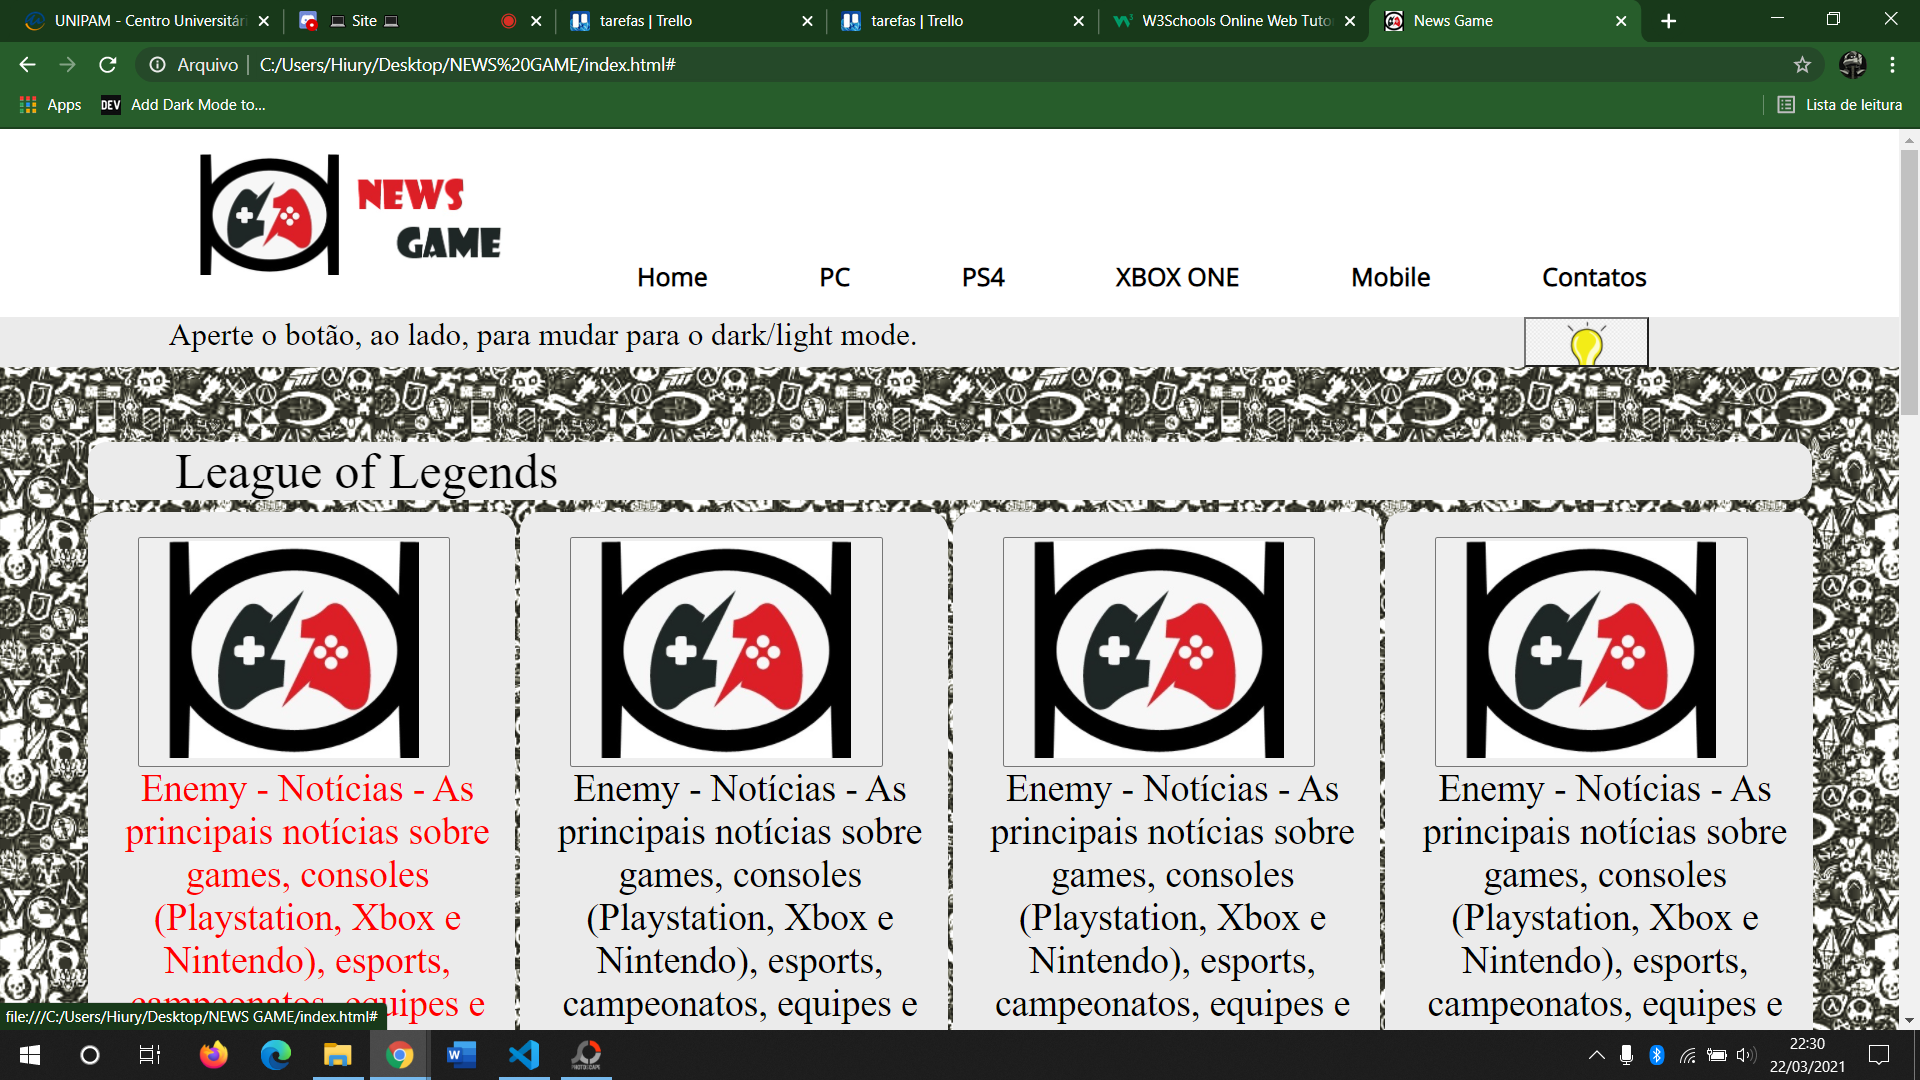 UNIPAM - Centro Universitári
Site
tarefas | Trello
tarefas | Trello
W3Schools Online Web Tuto
News Game
Arquivo | C:/Users/Hiury/Desktop/NEWS%20GAME/index.html#
Apps
DEV Add Dark Mode to...
Lista de leitura
NEWS
GAME
Home PC PS4 XBOX ONE Mobile Contatos
Aperte o botão, ao lado, para mudar para o dark/light mode.
League of Legends
Enemy - Notícias - As
principais notícias sobre
games, consoles
(Playstation, Xbox e
Nintendo), esports,
campeonatos, equipes e
Enemy - Notícias - As
principais notícias sobre
games, consoles
(Playstation, Xbox e
Nintendo), esports,
campeonatos, equipes e
Enemy - Notícias - As
principais notícias sobre
games, consoles
(Playstation, Xbox e
Nintendo), esports,
campeonatos, equipes e
Enemy - Notícias - As
principais notícias sobre
games, consoles
(Playstation, Xbox e
Nintendo), esports,
campeonatos, equipes e
file:///C:/Users/Hiury/Desktop/NEWS GAME/index.html#
22:30
22/03/2021